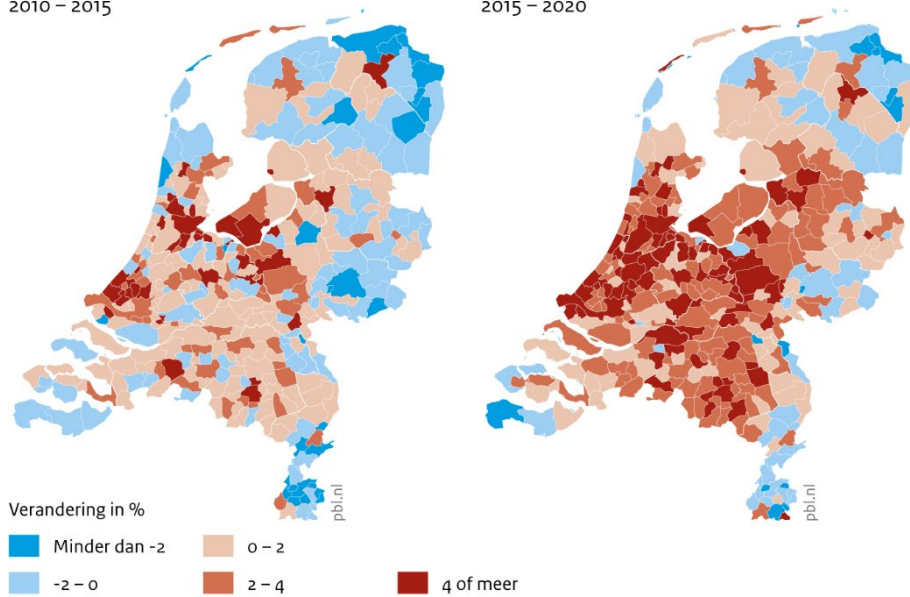 2010 – 2015
2015 – 2020
pbl.nl
pbl.nl
Verandering in %
Minder dan -2
-2 – 0
0 – 2
2 – 4
4 of meer